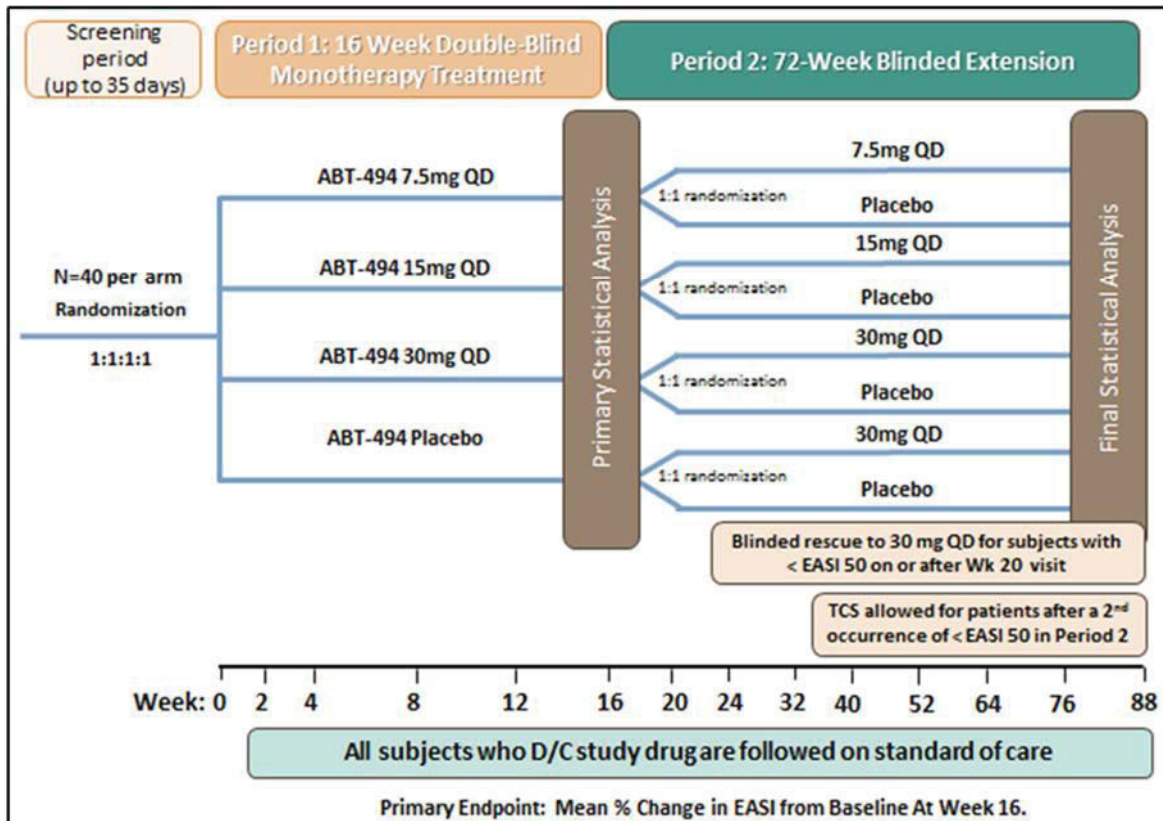 Screening
period
(up to 35 days)
Period 1: 16 Week Double-Blind
Monotherapy Treatment
Period 2: 72-Week Blinded Extension
N=40 per arm
Randomization
1:1:1:1
ABT-494 7.5mg QD
ABT-494 15mg QD
ABT-494 30mg QD
ABT-494 Placebo
Primary Statistical Analysis
7.5mg QD
1:1 randomization
Placebo
15mg QD
1:1 randomization
Placebo
30mg QD
1:1 randomization
Placebo
30mg QD
1:1 randomization
Placebo
Final Statistical Analysis
Blinded rescue to 30 mg QD for subjects with
< EASI 50 on or after Wk 20 visit
TCS allowed for patients after a 2nd
occurrence of < EASI 50 in Period 2
Week: 0 2 4 8 12 16 20 24 32 40 52 64 76 88
All subjects who D/C study drug are followed on standard of care
Primary Endpoint: Mean % Change in EASI from Baseline At Week 16.